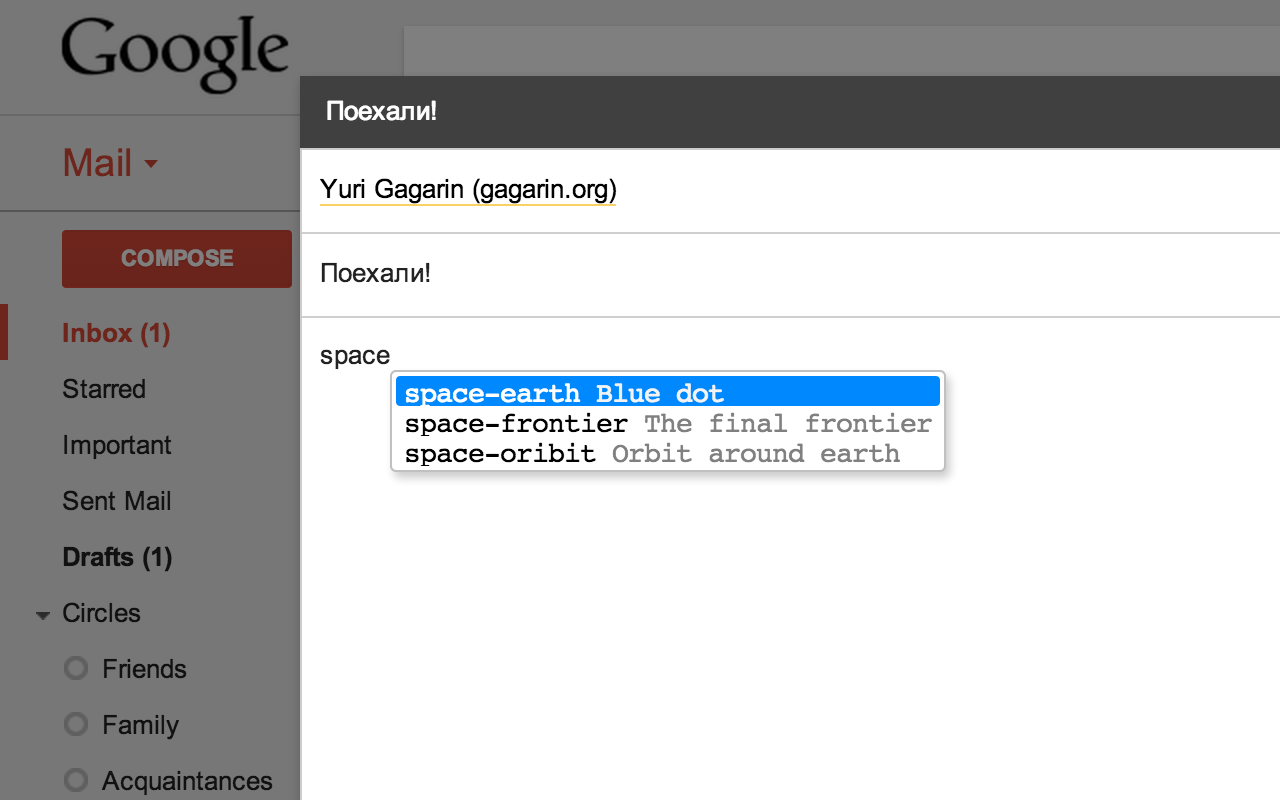 Google
Mail
COMPOSE
Inbox (1)
Starred
Important
Sent Mail
Drafts (1)
Circles
Friends
Family
Acquaintances
Поехали!
Yuri Gagarin (gagarin.org)
Поехали!
space
space-earth Blue dot
space-frontier The final frontier
space-oribit Orbit around earth